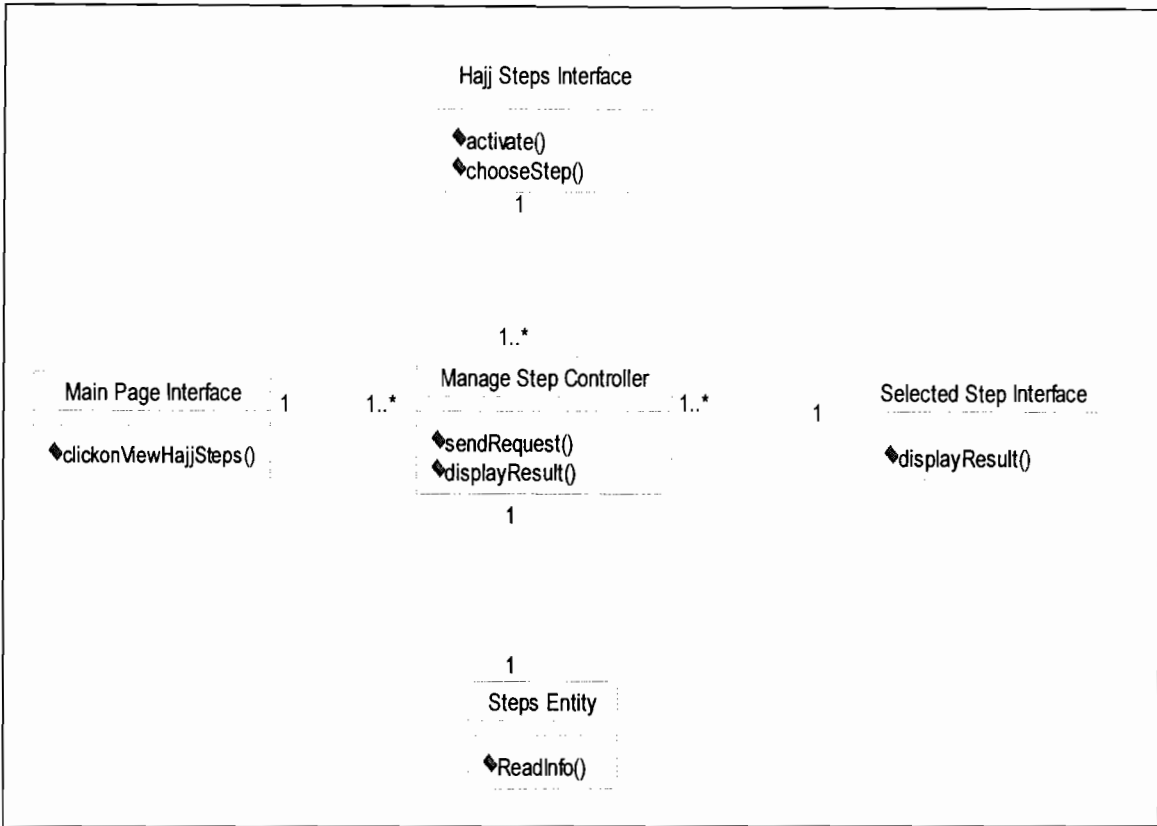 Hajj Steps Interface
activate()
chooseStep()
1
1..*
Main Page Interface
clickonViewHajjSteps()
1
1..*
Manage Step Controller
sendRequest()
displayResult()
1..*
1
Selected Step Interface
displayResult()
1
1
Steps Entity
ReadInfo()